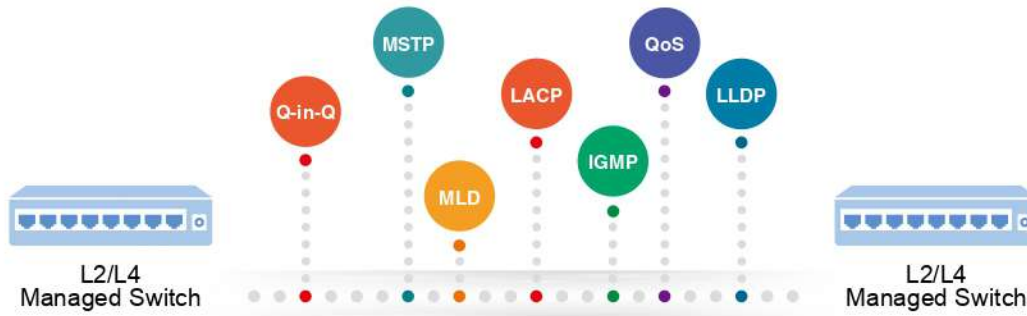 MSTP
QoS
Q-in-Q
LACP
LLDP
IGMP
MLD
L2/L4
Managed Switch
L2/L4
Managed Switch